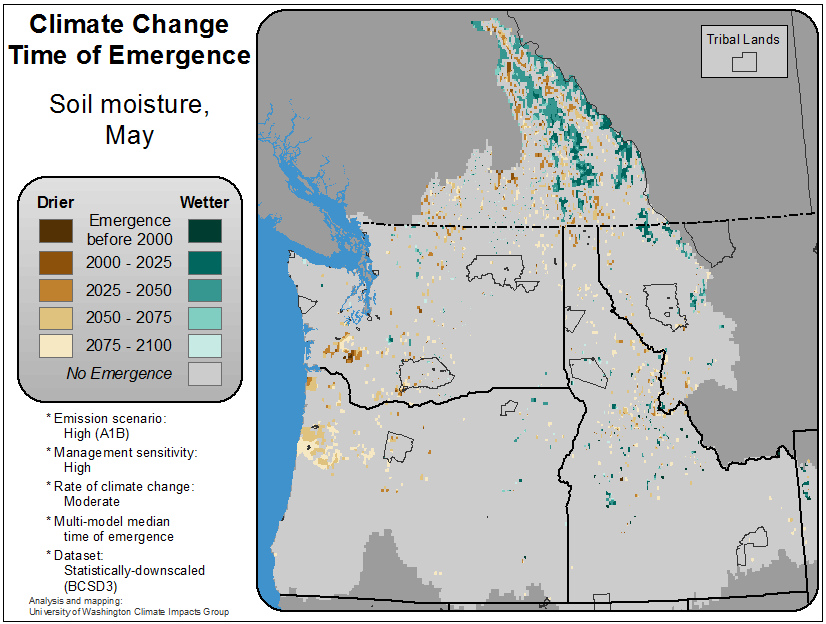 Climate Change
Time of Emergence
Soil moisture,
May
Drier
Wetter
Emergence
before 2000
2000 - 2025
2025 - 2050
2050 - 2075
2075 - 2100
No Emergence
* Emission scenario:
High (A1B)
* Management sensitivity:
High
* Rate of climate change:
Moderate
* Multi-model median
time of emergence
* Dataset:
Statistically-downscaled
(BCSD3)
Analysis and mapping:
University of Washington Climate Impacts Group
Tribal Lands